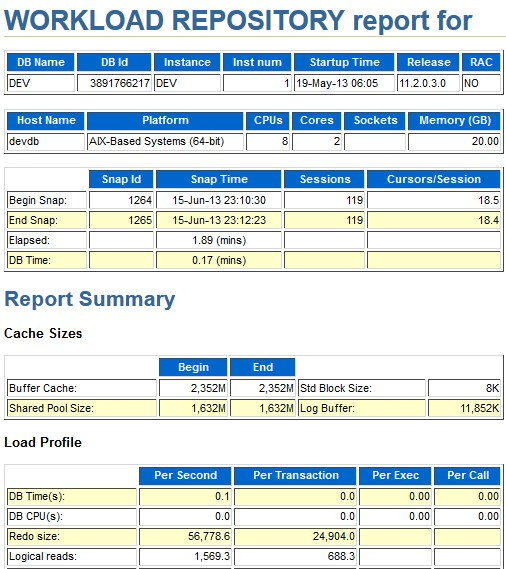 WORKLOAD REPOSITORY report for
DB Name DB Id Instance Inst num Startup Time Release RAC
DEV 3891766217 DEV 1 19-May-13 06:05 11.2.0.3.0 NO
Host Name Platform CPUs Cores Sockets Memory (GB)
devdb AIX-Based Systems (64-bit) 8 2 20.00
Snap Id Snap Time Sessions Cursors/Session
Begin Snap: 1264 15-Jun-13 23:10:30 119 18.5
End Snap: 1265 15-Jun-13 23:12:23 119 18.4
Elapsed: 1.89 (mins)
DB Time: 0.17 (mins)
Report Summary
Cache Sizes
Begin End
Buffer Cache: 2,352M 2,352M Std Block Size: 8K
Shared Pool Size: 1,632M 1,632M Log Buffer: 11,852K
Load Profile
Per Second Per Transaction Per Exec Per Call
DB Time(s): 0.1 0.0 0.00 0.00
DB CPU(s): 0.0 0.0 0.00 0.00
Redo size: 56,778.6 24,904.0
Logical reads: 1,569.3 688.3